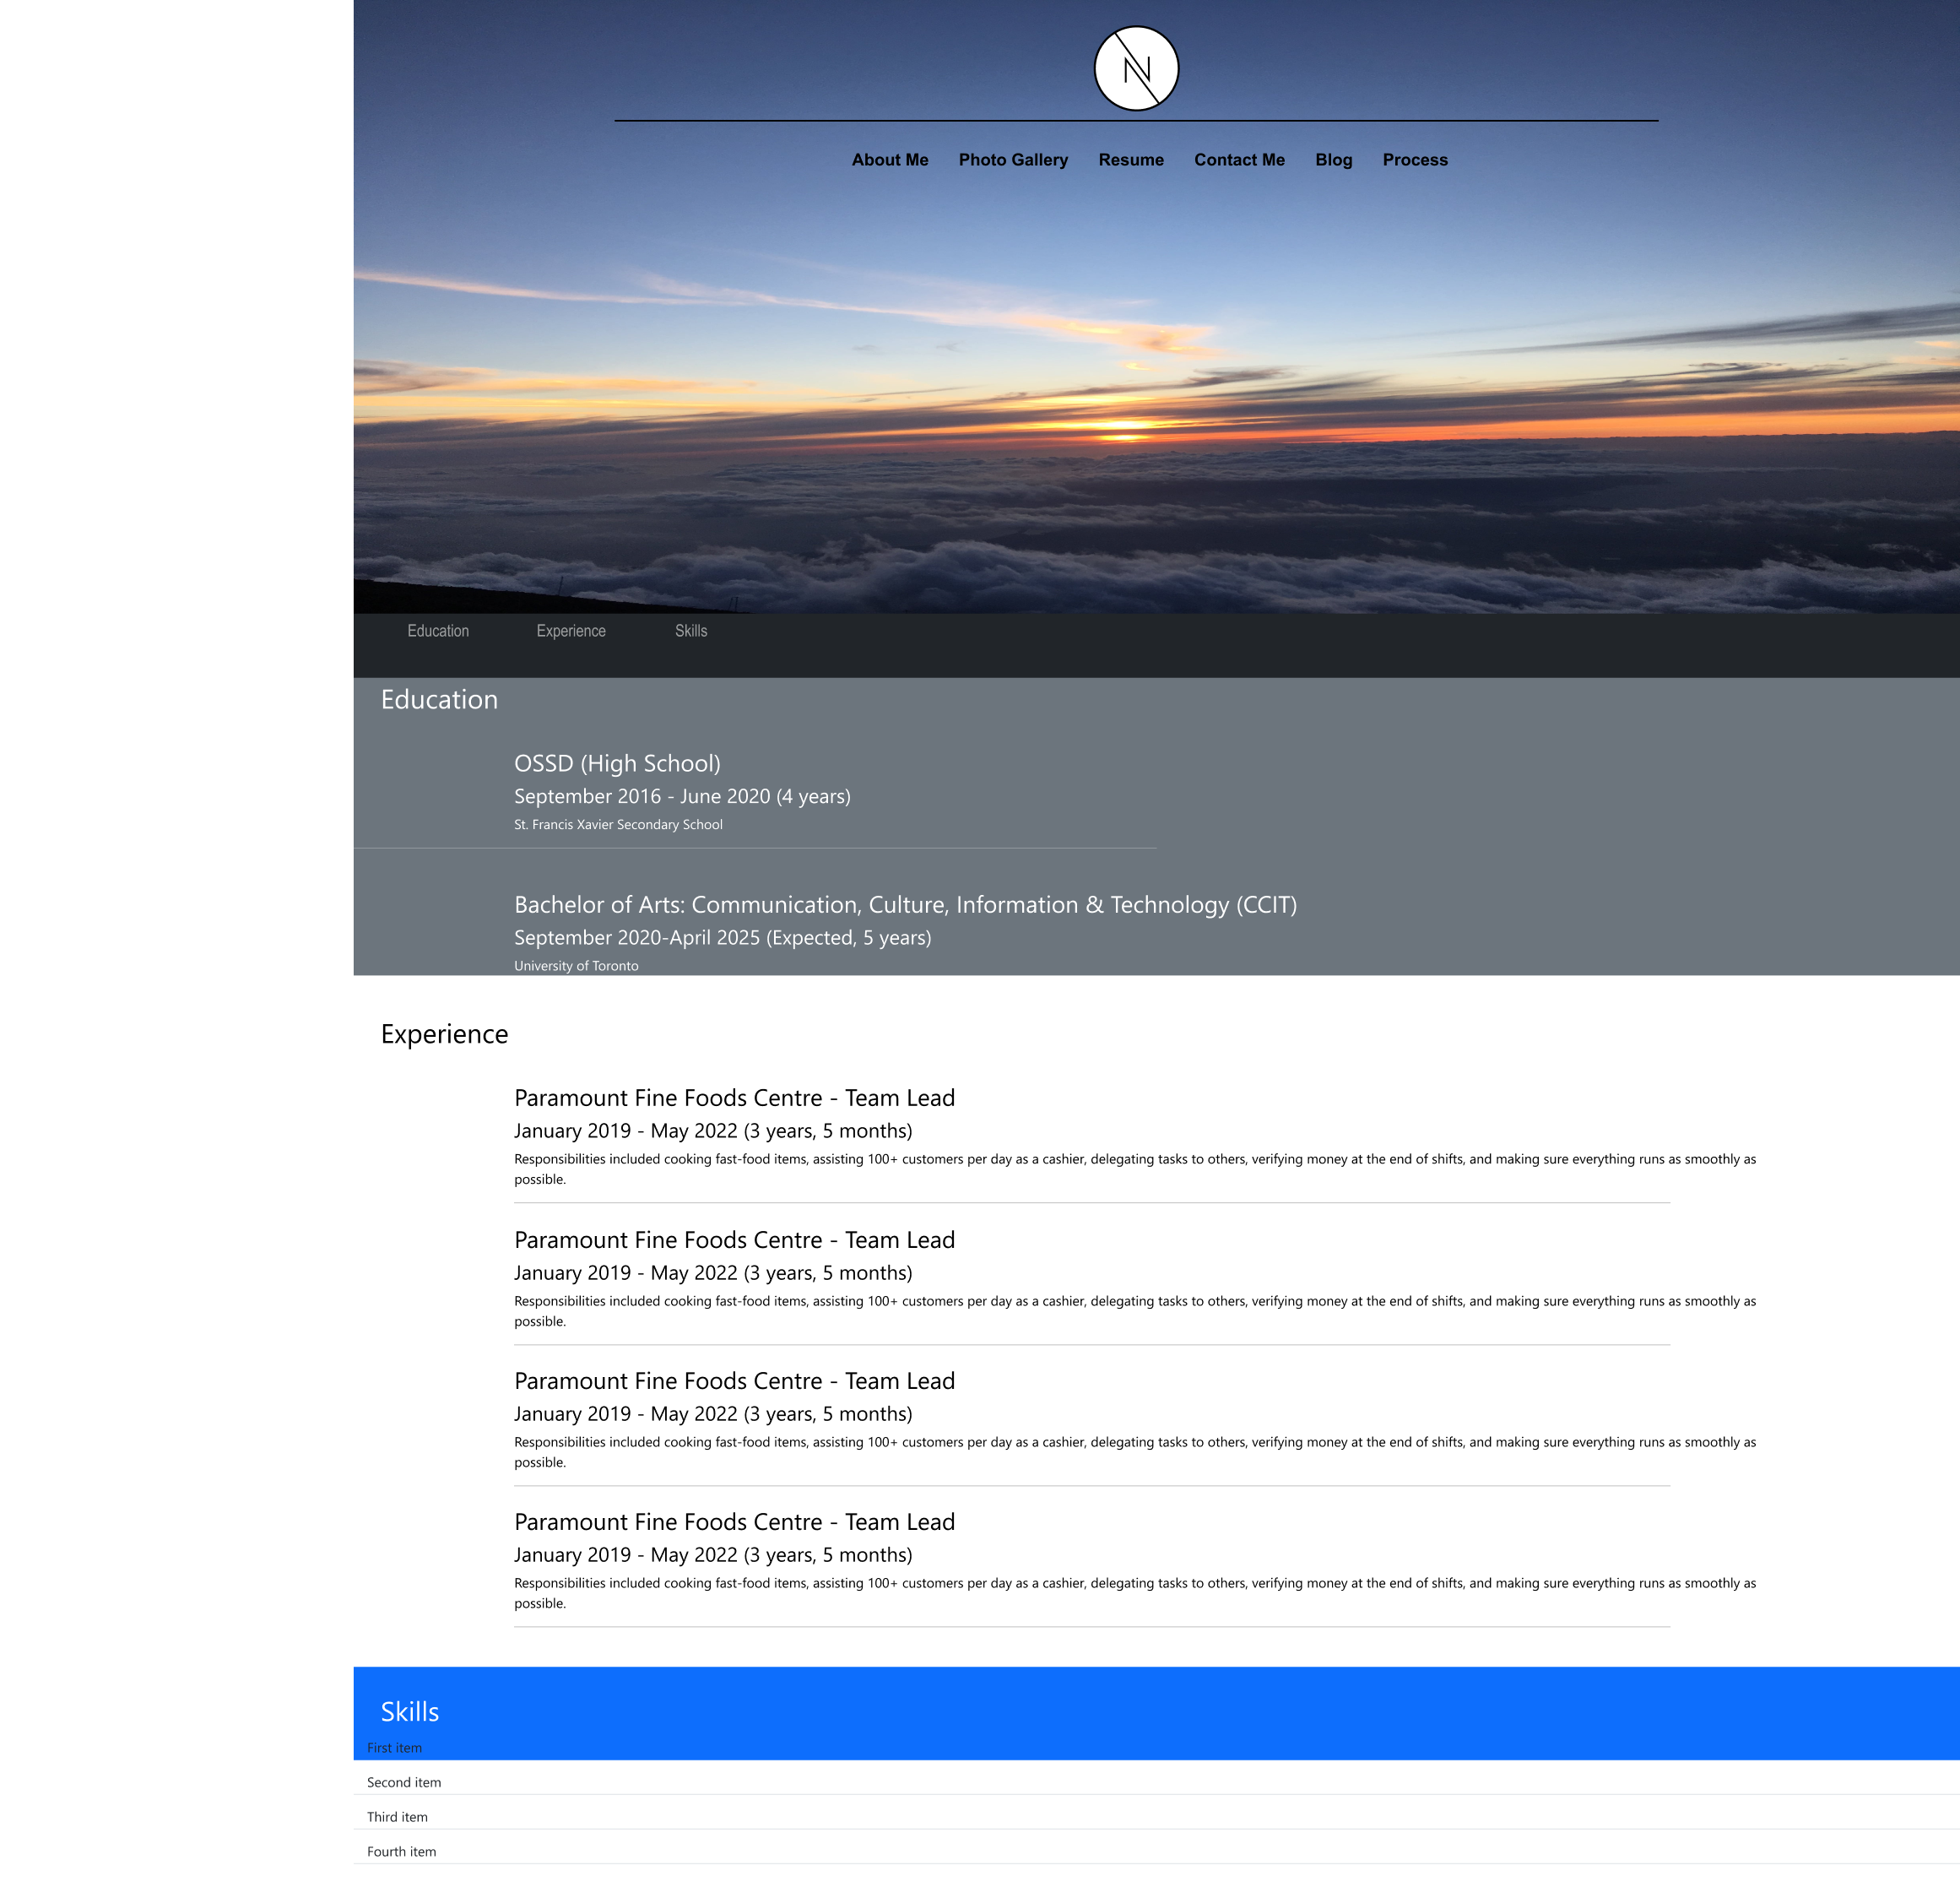 N
About Me Photo Gallery Resume Contact Me Blog Process
Education Experience Skills
Education
OSSD (High School)
September 2016 - June 2020 (4 years)
St. Francis Xavier Secondary School
Bachelor of Arts: Communication, Culture, Information & Technology (CCIT)
September 2020-April 2025 (Expected, 5 years)
University of Toronto
Experience
Paramount Fine Foods Centre - Team Lead
January 2019 - May 2022 (3 years, 5 months)
Responsibilities included cooking fast-food items, assisting 100+ customers per day as a cashier, delegating tasks to others, verifying money at the end of shifts, and making sure everything runs as smoothly as
possible.
Paramount Fine Foods Centre - Team Lead
January 2019 - May 2022 (3 years, 5 months)
Responsibilities included cooking fast-food items, assisting 100+ customers per day as a cashier, delegating tasks to others, verifying money at the end of shifts, and making sure everything runs as smoothly as
possible.
Paramount Fine Foods Centre - Team Lead
January 2019 - May 2022 (3 years, 5 months)
Responsibilities included cooking fast-food items, assisting 100+ customers per day as a cashier, delegating tasks to others, verifying money at the end of shifts, and making sure everything runs as smoothly as
possible.
Paramount Fine Foods Centre - Team Lead
January 2019 - May 2022 (3 years, 5 months)
Responsibilities included cooking fast-food items, assisting 100+ customers per day as a cashier, delegating tasks to others, verifying money at the end of shifts, and making sure everything runs as smoothly as
possible.
Skills
First item
Second item
Third item
Fourth item